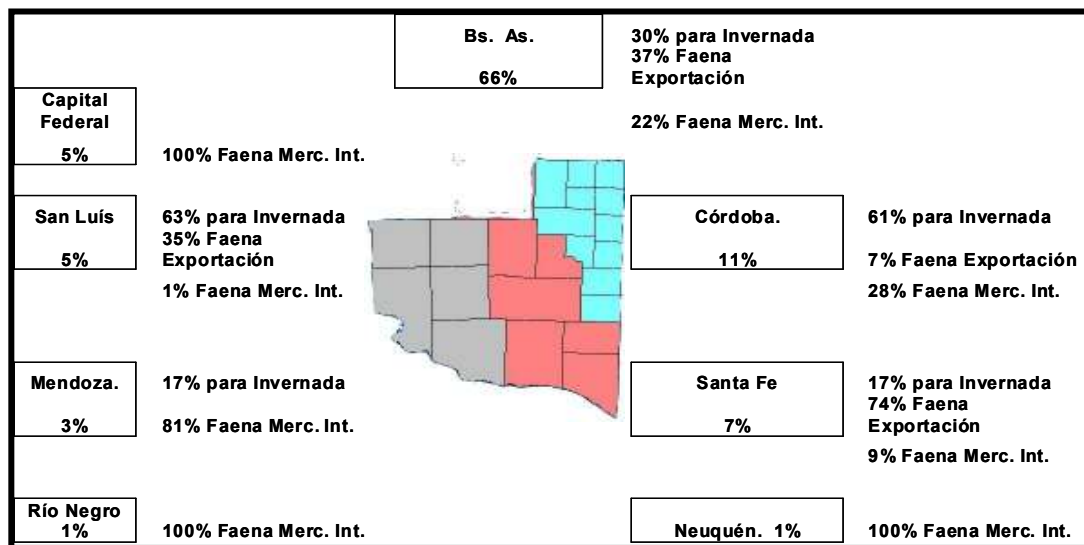 Bs. As.
66%
30% para Invernada
37% Faena
Exportación
22% Faena Merc. Int.
Capital
Federal
5%
100% Faena Merc. Int.
San Luís
5%
63% para Invernada
35% Faena
Exportación
1% Faena Merc. Int.
Córdoba.
11%
61% para Invernada
7% Faena Exportación
28% Faena Merc. Int.
Mendoza.
3%
17% para Invernada
81% Faena Merc. Int.
Santa Fe
7%
17% para Invernada
74% Faena
Exportación
9% Faena Merc. Int.
Río Negro
1%
100% Faena Merc. Int.
Neuquén. 1%
100% Faena Merc. Int.